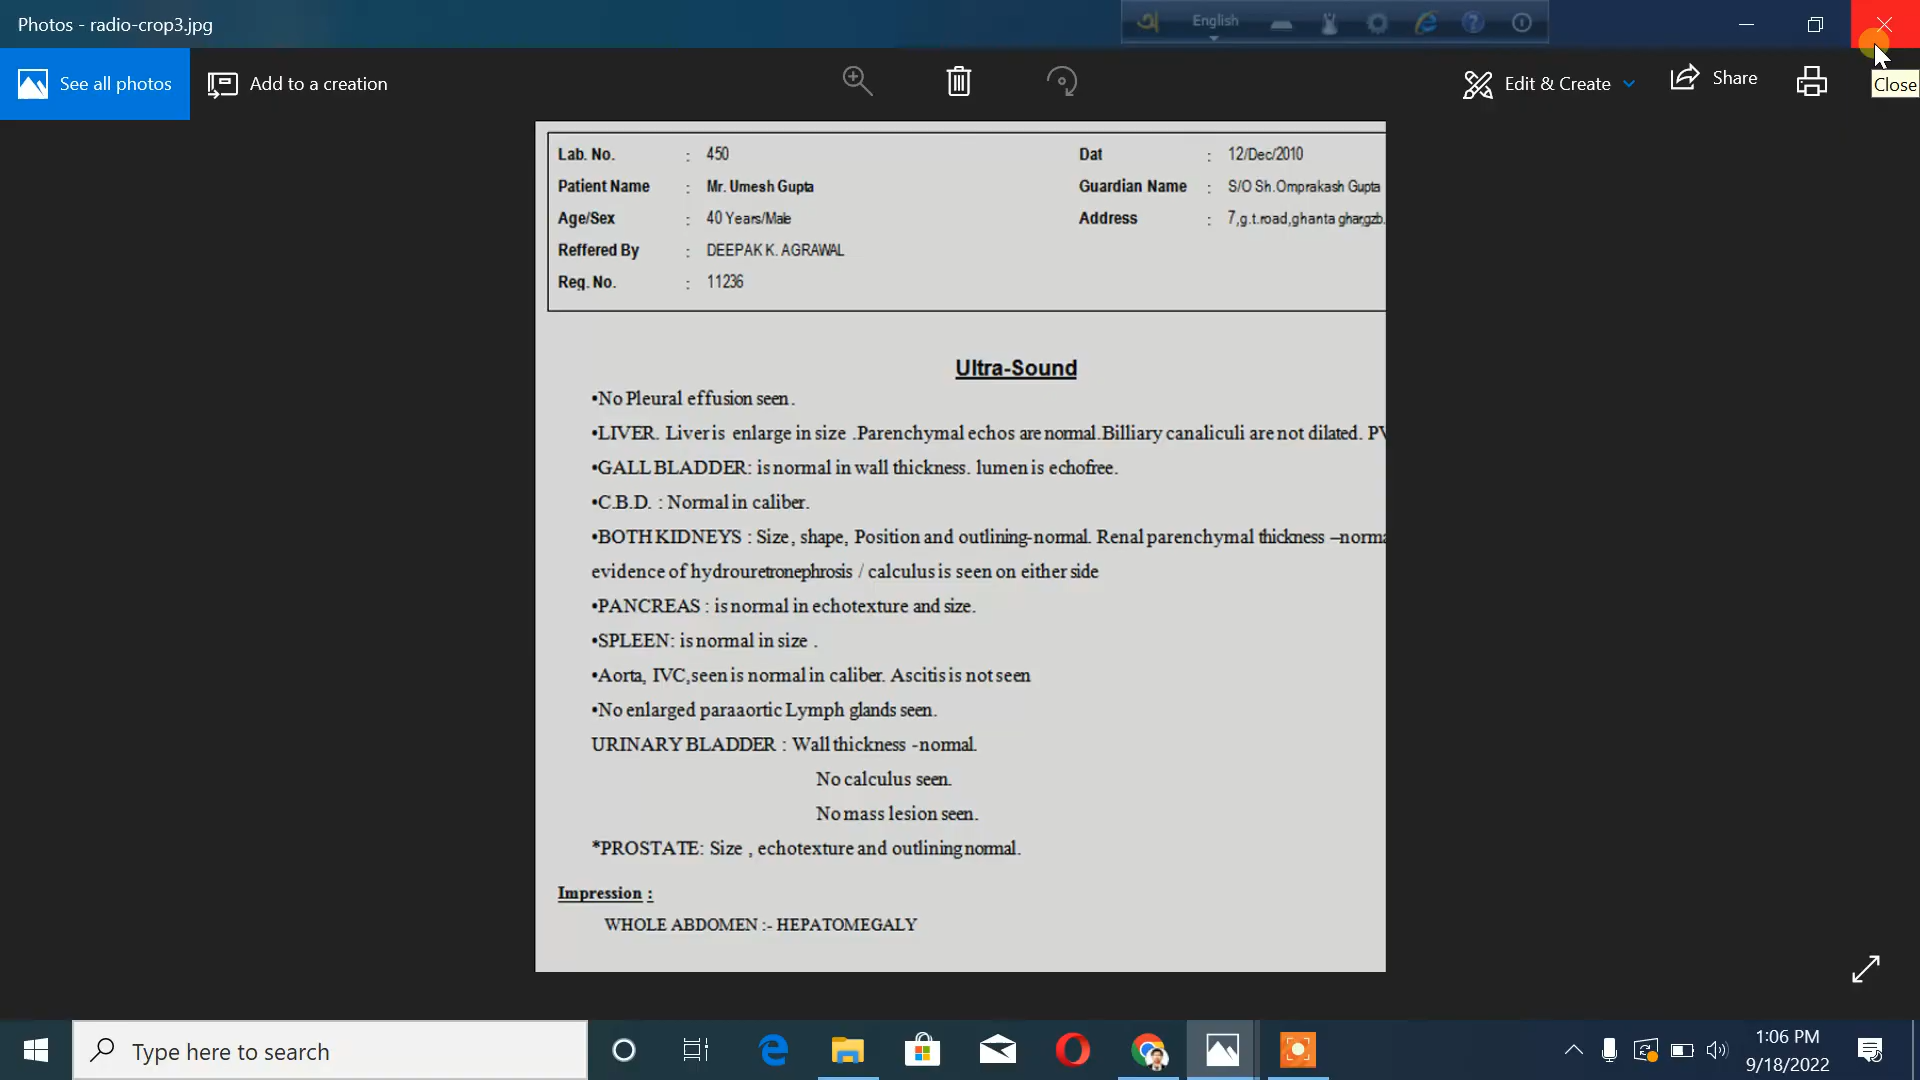 Photos - radio-crop3.jpg
English
See all photos
Add to a creation
Edit & Create
Share
Close
Lab. No. : 450 Dat : 12/Dec/2010
Patient Name : Mr. Umesh Gupta Guardian Name : S/O Sh.Omprakash Gupta
Age/Sex : 40 Years/Male Address : 7,g.t.road,ghanta ghar,gzb.
Reffered By : DEEPAK K. AGRAWAL
Reg. No. : 11236
Ultra-Sound
•No Pleural effusion seen.
•LIVER. Liver is enlarge in size .Parenchymal echos are normal.Billiary canaliculi are not dilated.
•GALL BLADDER: is normal in wall thickness. lumen is echofree.
•C.B.D. : Normal in caliber.
•BOTH KIDNEYS : Size, shape, Position and outlining-normal. Renal parenchymal thickness –norma
evidence of hydrouretronephrosis / calculus is seen on either side
•PANCREAS : is normal in echotexture and size.
•SPLEEN: is normal in size .
•Aorta, IVC,seen is normal in caliber. Ascitis is not seen
•No enlarged paraaortic Lymph glands seen.
URINARY BLADDER : Wall thickness -normal.
No calculus seen.
No mass lesion seen.
*PROSTATE: Size , echotexture and outlining normal.
Impression :
WHOLE ABDOMEN :- HEPATOMEGALY
Type here to search
1:06 PM
9/18/2022